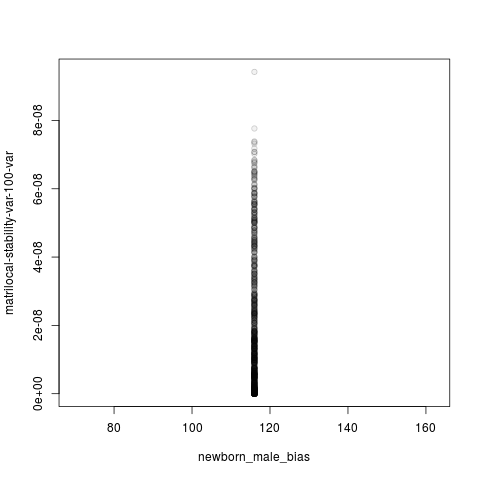 matrilocal-stability-var-100-var
8e-08
6e-08
4e-08
2e-08
0e+00
80 100 120 140 160
newborn_male_bias